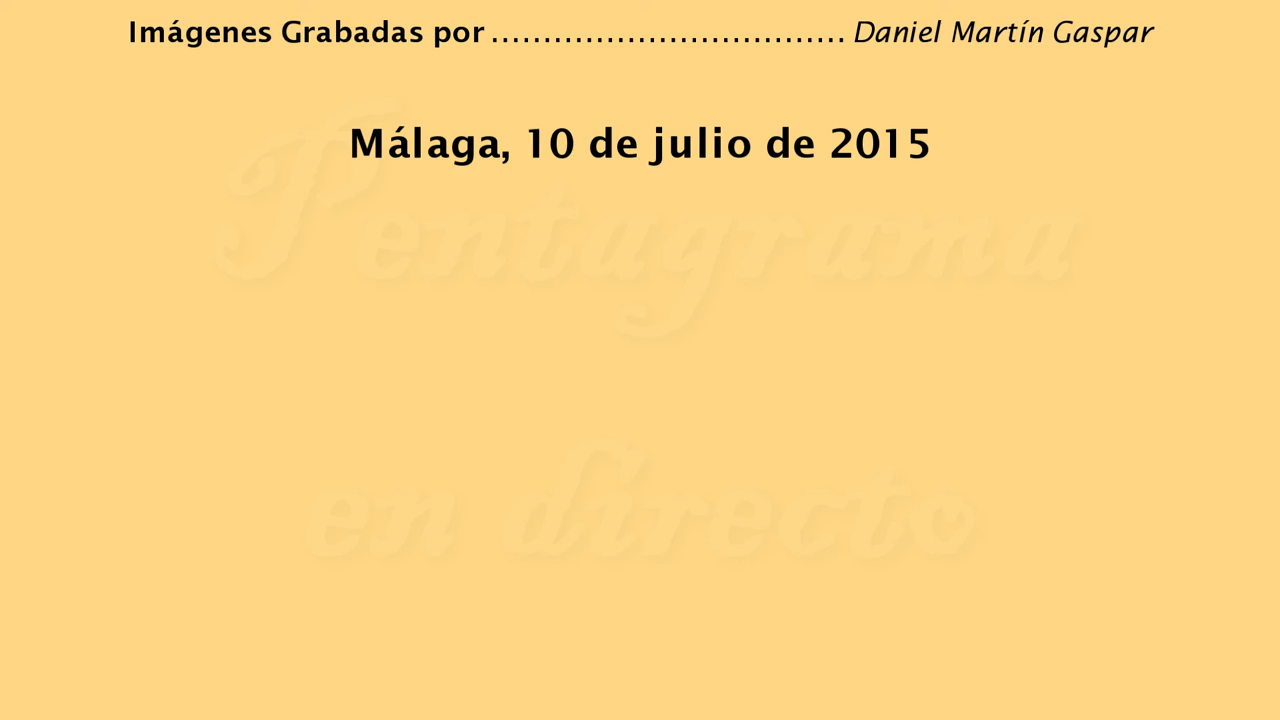 Imágenes Grabadas por .................................. Daniel Martín Gaspar
Málaga, 10 de julio de 2015
Pentagrama
en directo